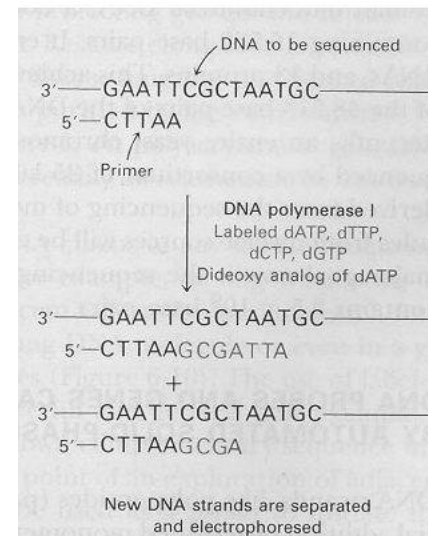 DNA to be sequenced
3'—GAATTCGCTAATGC—
5'—CTTAA
Primer
DNA polymerase I
Labeled dATP, dTTP,
dCTP, dGTP
Dideoxy analog of dATP
3'—GAATTCGCTAATGC—
5'—CTTAAGCGATTA
+
3'—GAATTCGCTAATGC—
5'—CTTAAGCGA
New DNA strands are separated
and electrophoresed